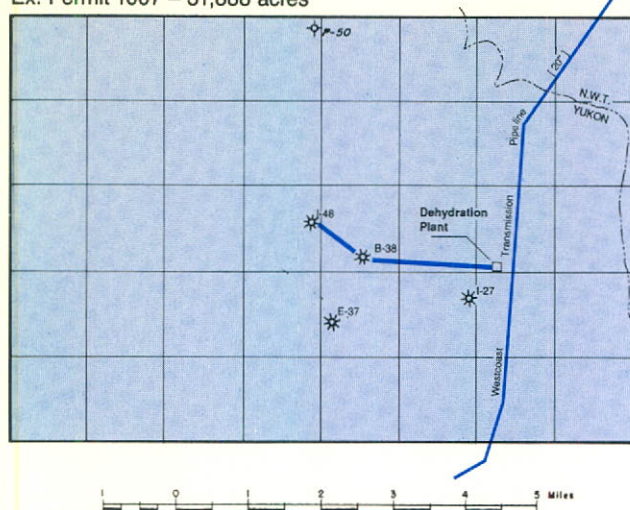 P-50
(20")
N.W.T.
YUKON
Pipe line
I-48
Dehydration
Plant
B-38
Transmission
I-27
E-37
Westcoast
1 0 1 2 3 4 5 Miles